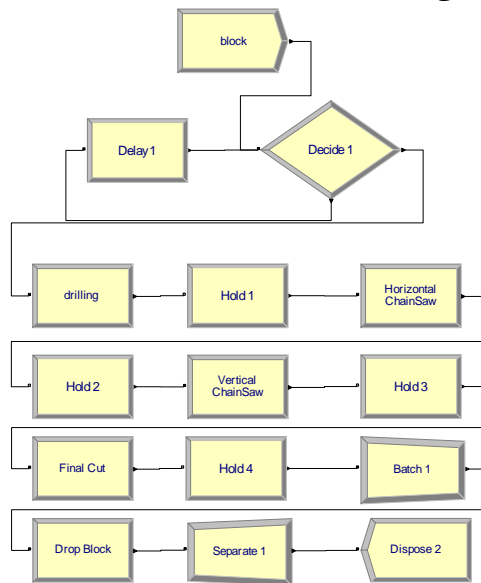 block
Delay 1
Decide 1
drilling
Hold 1
Horizontal
ChainSaw
Hold 2
Vertical
ChainSaw
Hold 3
Final Cut
Hold 4
Batch 1
Drop Block
Separate 1
Dispose 2